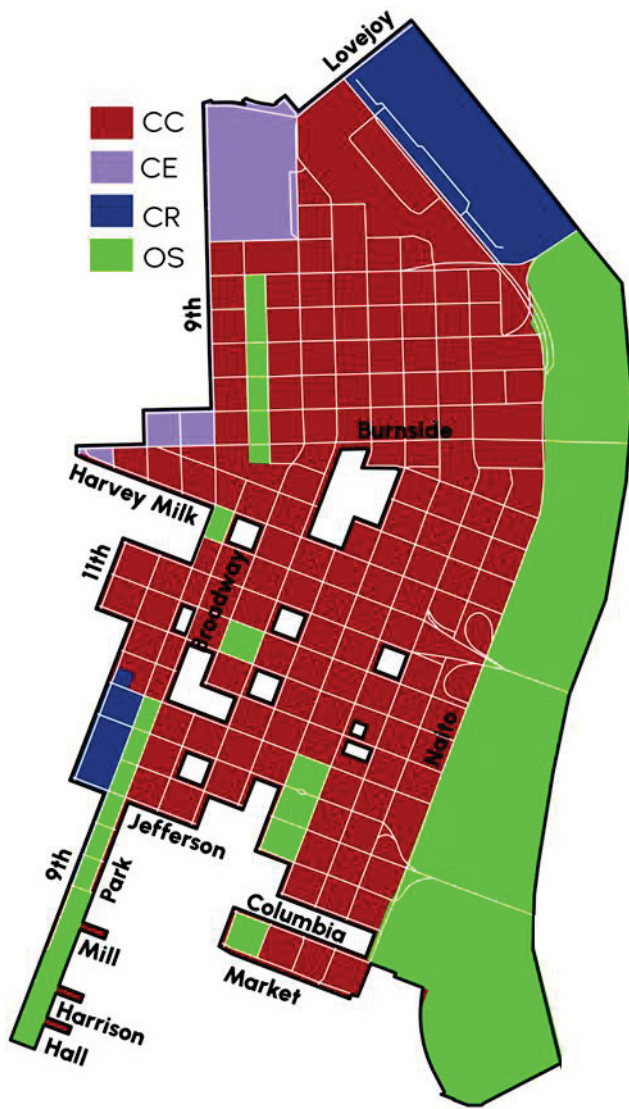 Lovejoy
CC
CE
CR
OS
9th
Burnside
Harvey Milk
11th
Broadway
Naito
Jefferson
9th
Park
Columbia
Mill
Market
Harrison
Hall